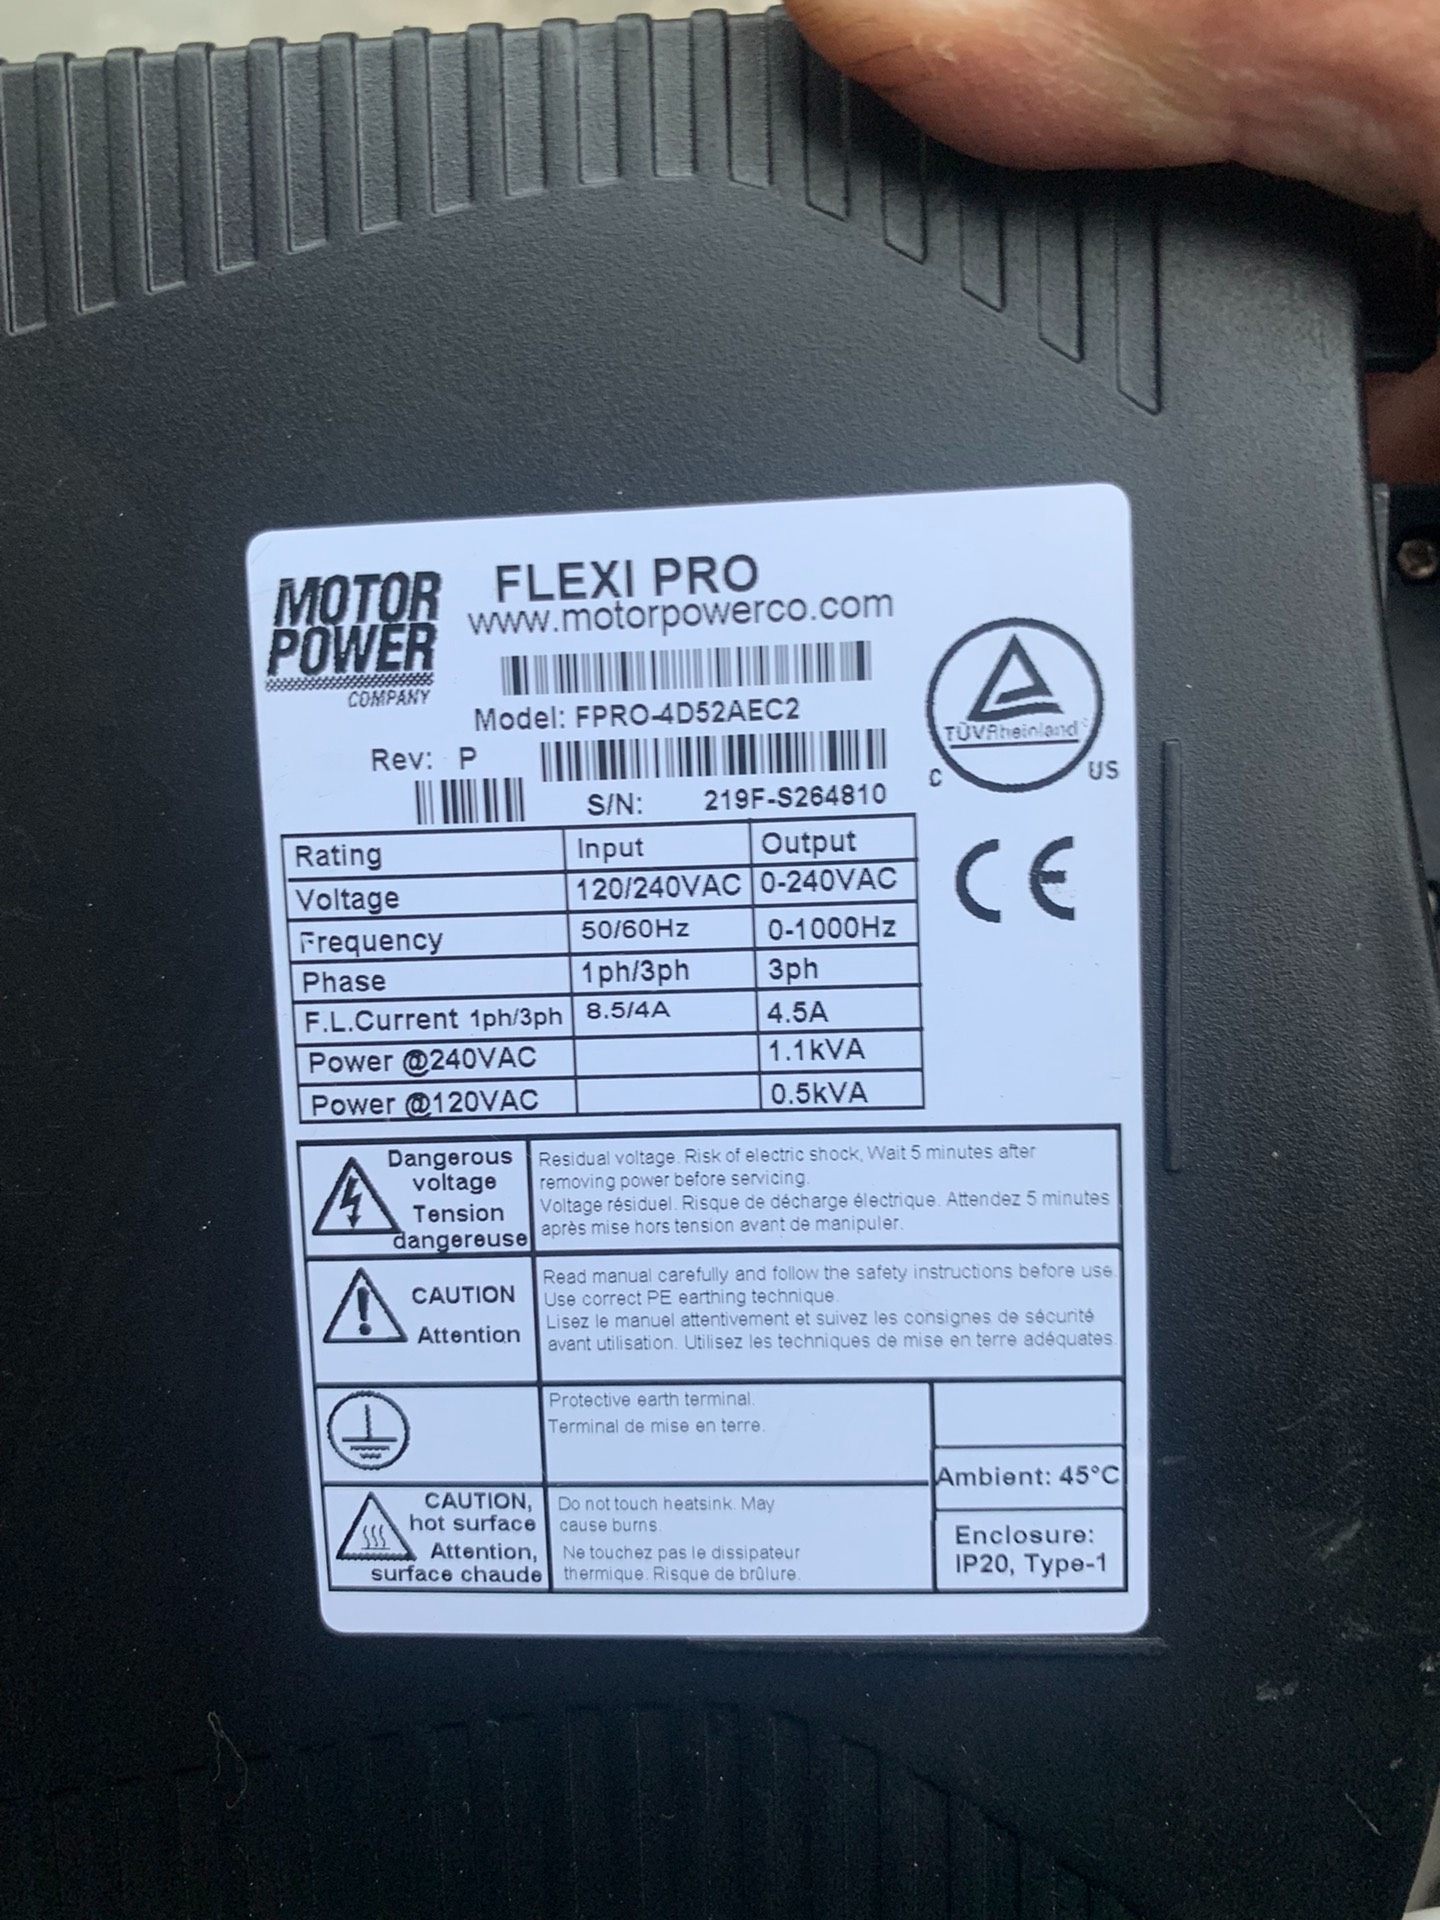 MOTOR
POWER
COMPANY
FLEXI PRO
www.motorpowerco.com
Model: FPRO-4D52AEC2
Rev: P
S/N: 219F-S264810
TÜVRheinland
C US
CE
Rating Input Output
Voltage 120/240VAC 0-240VAC
Frequency 50/60Hz 0-1000Hz
Phase 1ph/3ph 3ph
F.L.Current 1ph/3ph 8.5/4A 4.5A
Power @240VAC 1.1kVA
Power @120VAC 0.5kVA
Dangerous
voltage
Tension
dangereuse
Residual voltage. Risk of electric shock, Wait 5 minutes after
removing power before servicing.
Voltage résiduel. Risque de décharge électrique. Attendez 5 minutes
après mise hors tension avant de manipuler.
CAUTION
Attention
Read manual carefully and follow the safety instructions before use.
Use correct PE earthing technique.
Lisez le manuel attentivement et suivez les consignes de sécurité
avant utilisation. Utilisez les techniques de mise en terre adéquates.
Protective earth terminal.
Terminal de mise en terre.
CAUTION,
hot surface
Attention,
surface chaude
Do not touch heatsink. May
cause burns.
Ne touchez pas le dissipateur
thermique. Risque de brûlure.
Ambient: 45°C
Enclosure:
IP20, Type-1